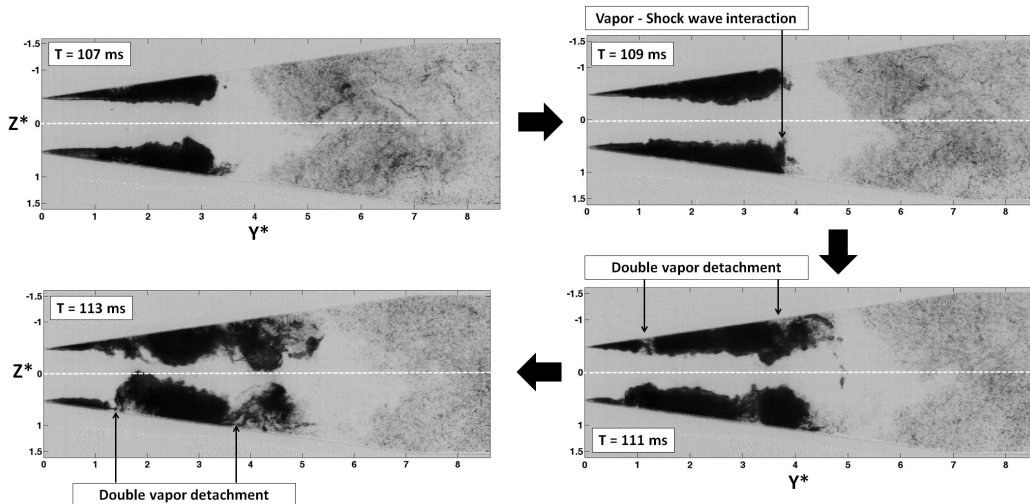 Vapor - Shock wave interaction
-1.5
-1
0
1
1.5
T = 107 ms
Z*
0 1 2 3 4 5 6 7 8
Y*
-1.5
-1
0
1
1.5
T = 109 ms
0 1 2 3 4 5 6 7 8
Double vapor detachment
-1.5
-1
0
1
1.5
T = 113 ms
Z*
0 1 2 3 4 5 6 7 8
Double vapor detachment
-1.5
-1
0
1
1.5
T = 111 ms
0 1 2 3 4 5 6 7 8
Y*